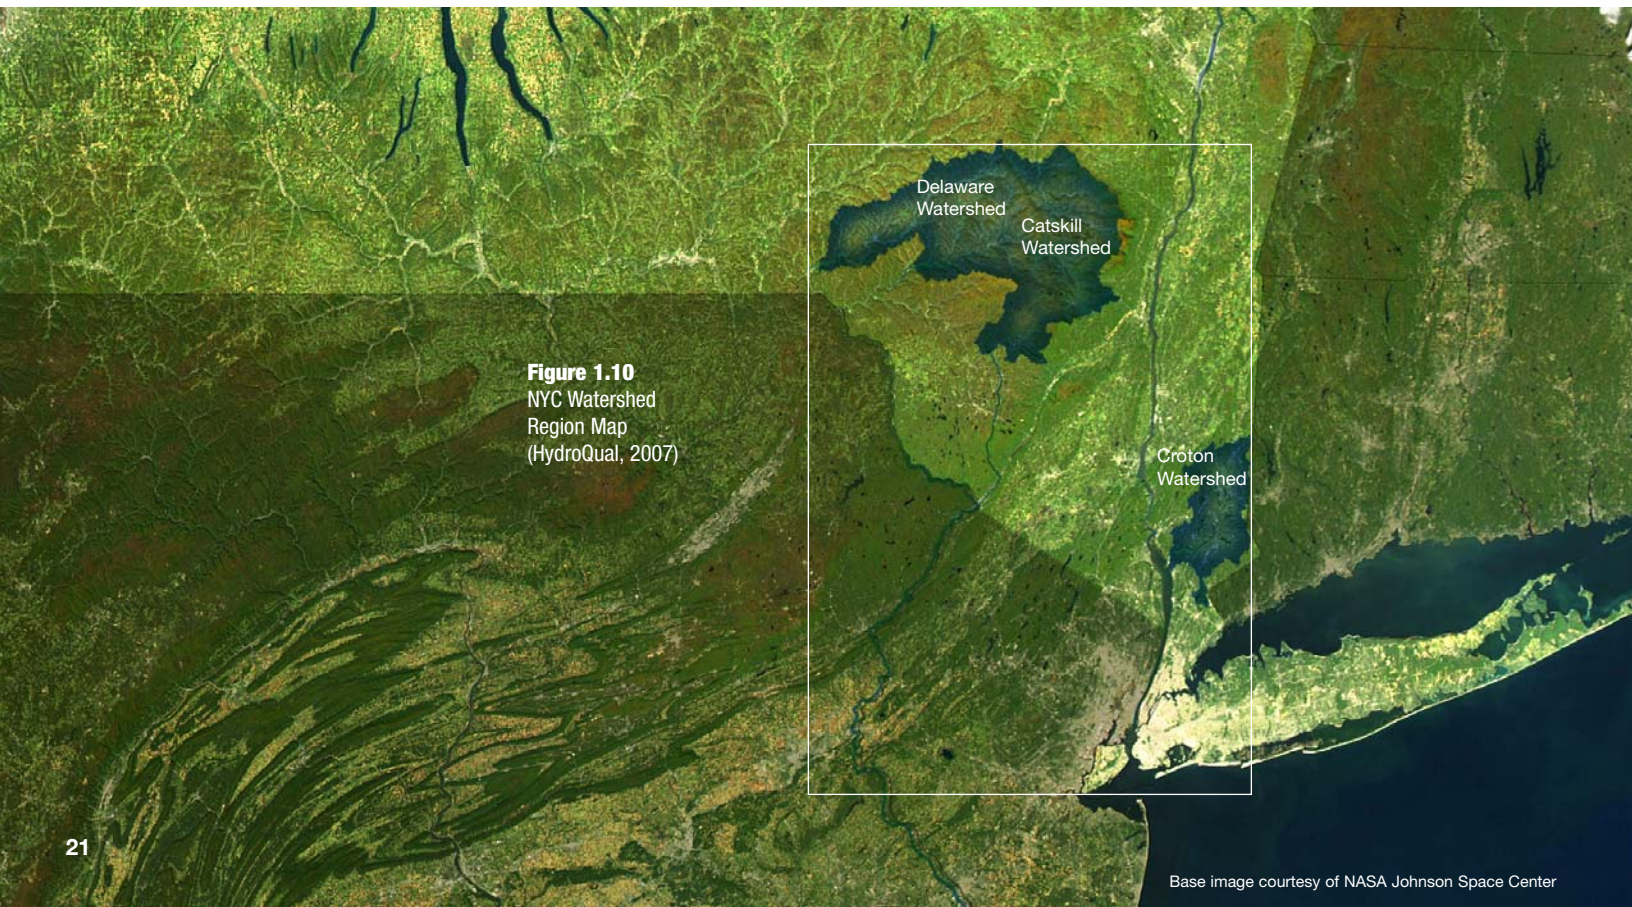 Delaware
Watershed
Catskill
Watershed
Figure 1.10
NYC Watershed
Region Map
(HydroQual, 2007)
Croton
Watershed
21
Base image courtesy of NASA Johnson Space Center